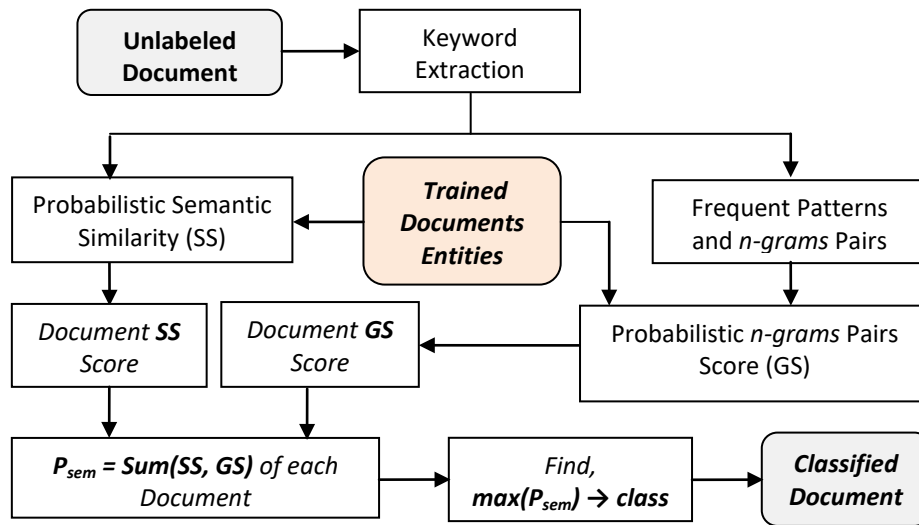 Unlabeled
Document
Keyword
Extraction
Probabilistic Semantic
Similarity (SS)
Trained
Documents
Entities
Frequent Patterns
and n-grams Pairs
Document SS
Score
Document GS
Score
Probabilistic n-grams Pairs
Score (GS)
Psem = Sum(SS, GS) of each
Document
Find,
max(Psem) → class
Classified
Document